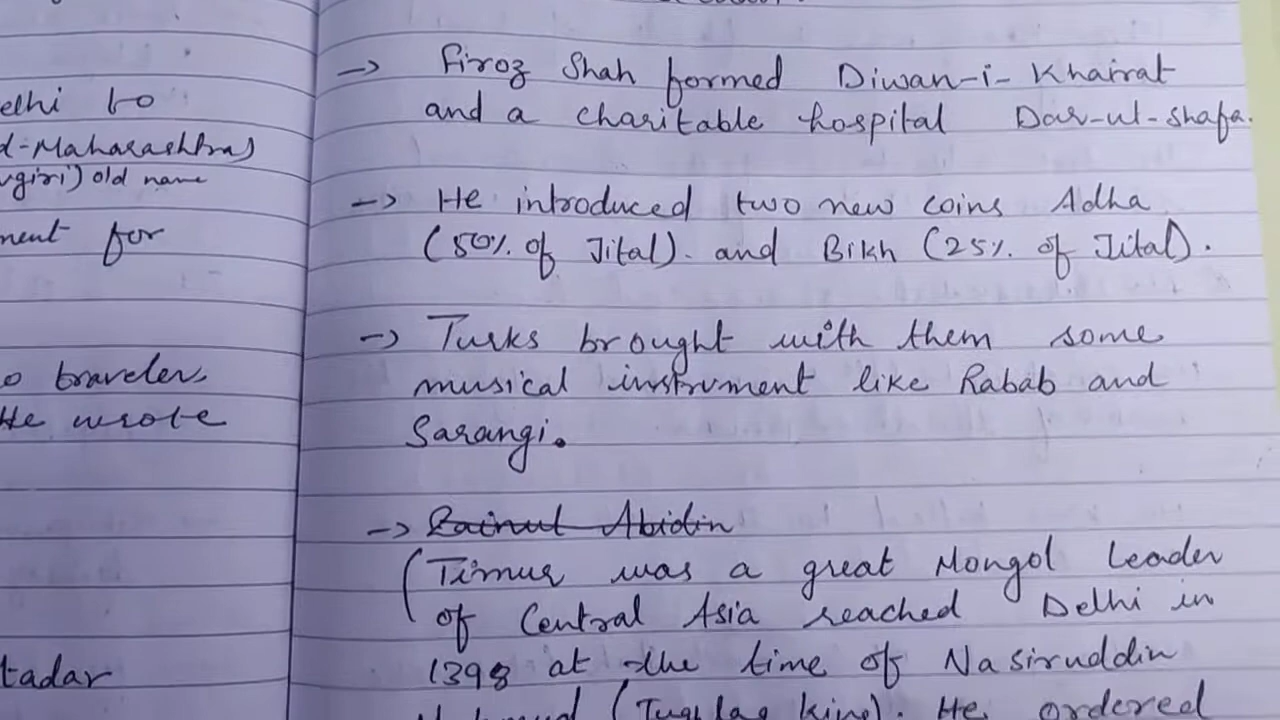 elhi to
d-Maharashtra)
vgiri) old name
ment for
o traveler,
He wrote
tadar
→ Firoz Shah formed Diwan-i-Khairat
and a charitable hospital Dar-ul-shafa.
→ He introduced two new coins Adha
(50% of Jital). and Bikh (25% of Jital).
→ Turks brought with them some
musical instrument like Rabab and
Sarangi.
→ Zainul Abidin
(Timur was a great Mongol Leader
of Central Asia reached Delhi in
1398 at the time of Nasiruddin
(Tuglaq king). He ordered